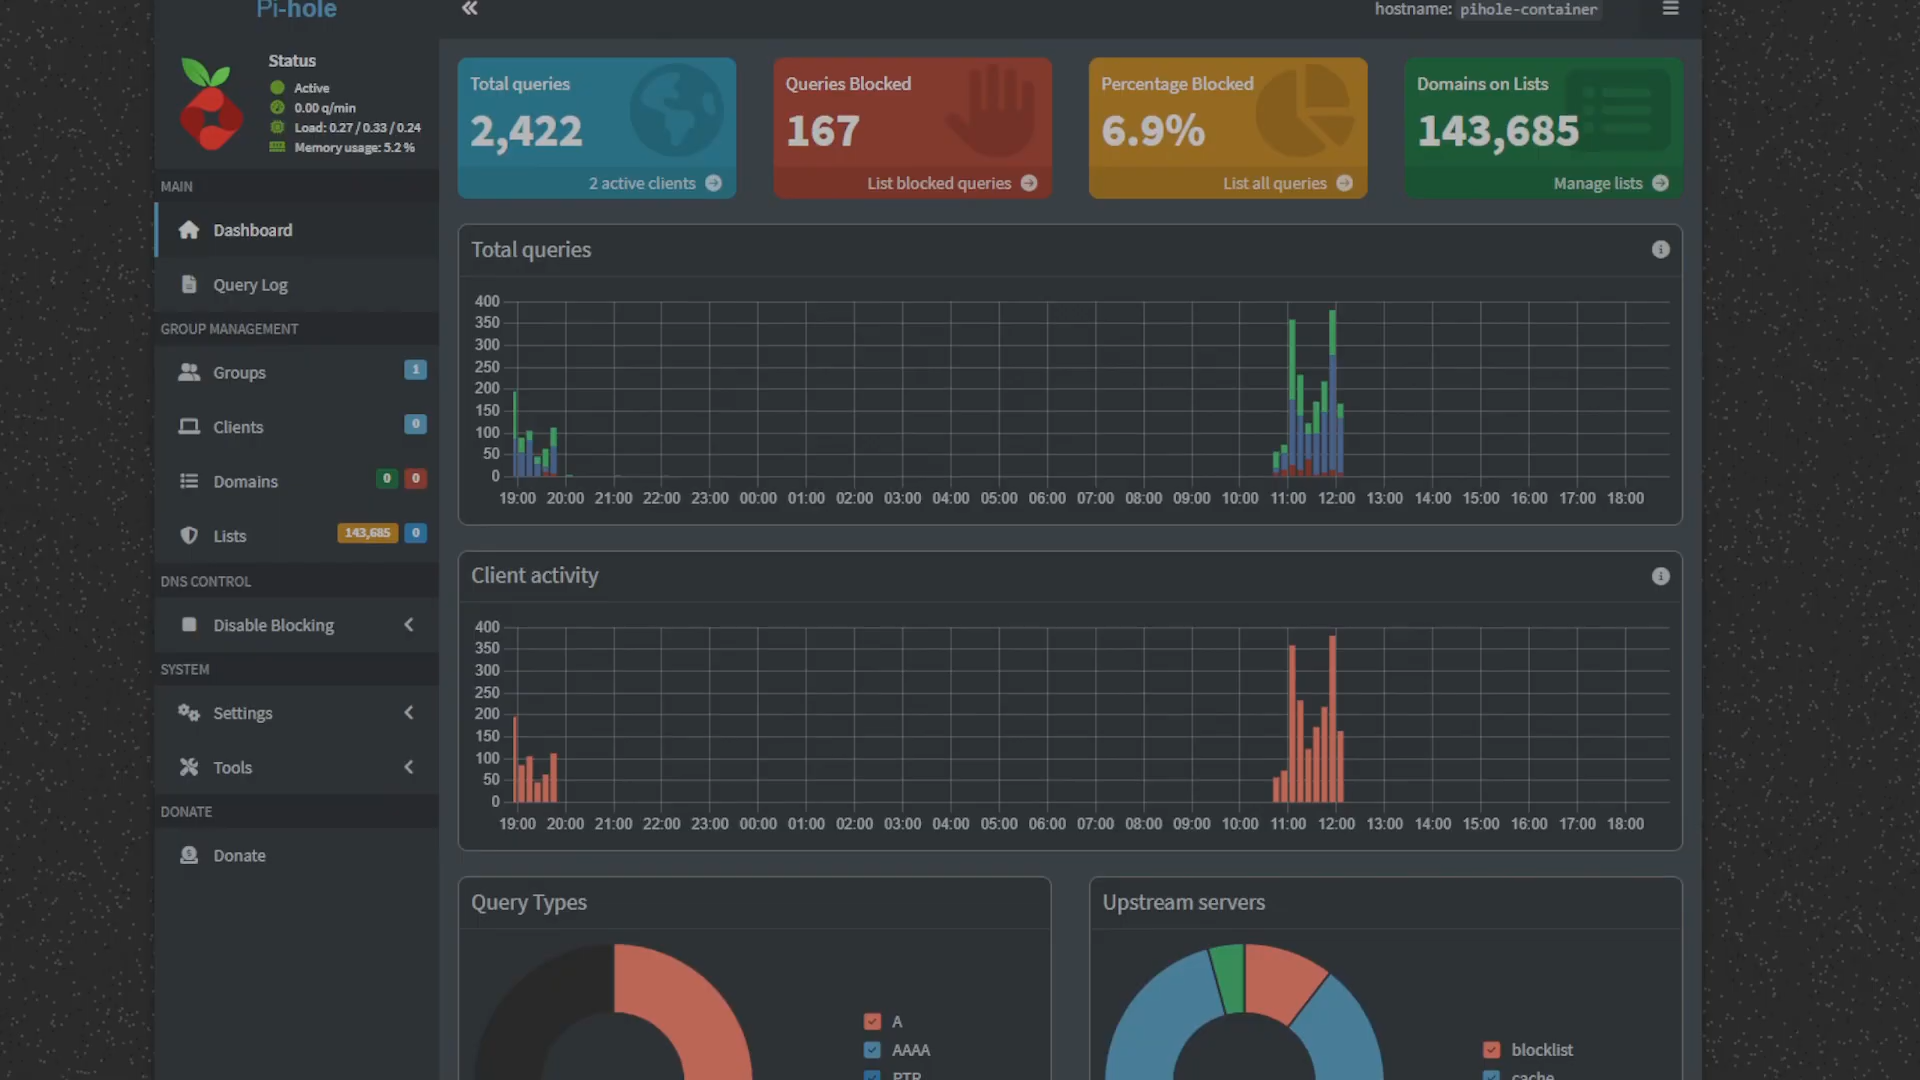 Pi-hole
hostname: pihole-container
Status
Active
0.00 q/min
Load: 0.27 / 0.33 / 0.24
Memory usage: 5.2 %
MAIN
Dashboard
Query Log
GROUP MANAGEMENT
Groups 1
Clients 0
Domains 0 0
Lists 143,685 0
DNS CONTROL
Disable Blocking
SYSTEM
Settings
Tools
DONATE
Donate
Total queries
2,422
2 active clients
Queries Blocked
167
List blocked queries
Percentage Blocked
6.9%
List all queries
Domains on Lists
143,685
Manage lists
Total queries
400
350
300
250
200
150
100
50
0
19:00 20:00 21:00 22:00 23:00 00:00 01:00 02:00 03:00 04:00 05:00 06:00 07:00 08:00 09:00 10:00 11:00 12:00 13:00 14:00 15:00 16:00 17:00 18:00
Client activity
400
350
300
250
200
150
100
50
0
19:00 20:00 21:00 22:00 23:00 00:00 01:00 02:00 03:00 04:00 05:00 06:00 07:00 08:00 09:00 10:00 11:00 12:00 13:00 14:00 15:00 16:00 17:00 18:00
Query Types
A
AAAA
PTR
Upstream servers
blocklist
cache